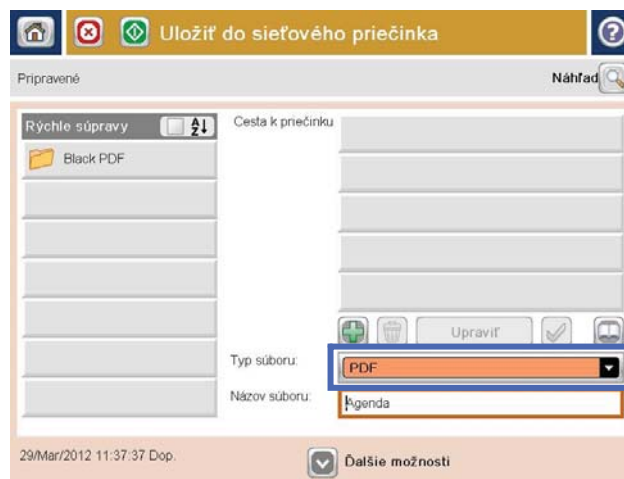 Uložiť do sieťového priečinka
Pripravené
Náhľad
Rýchle súpravy
Cesta k priečinku
Black PDF
Upraviť
Typ súboru:
PDF
Názov súboru:
Agenda
29/Mar/2012 11:37:37 Dop.
Ďalšie možnosti